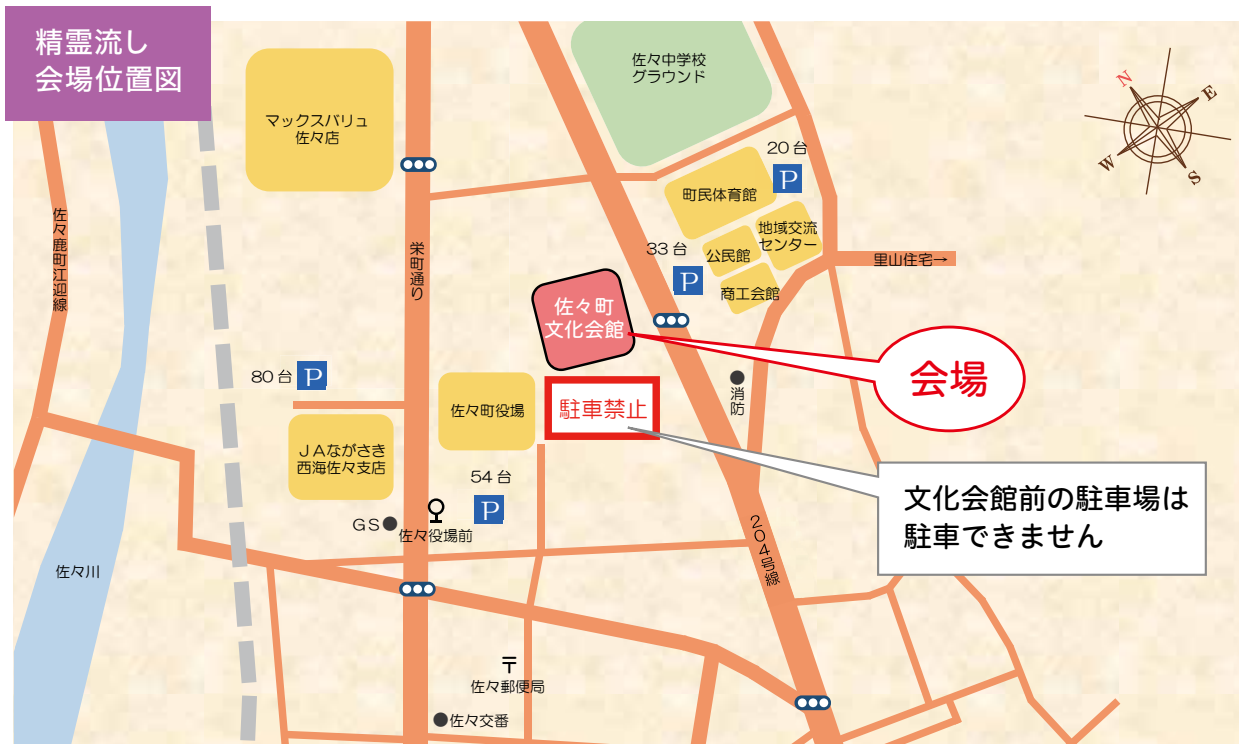 精霊流し
会場位置図
佐々中学校
グラウンド
マックスバリュ
佐々店
N
E
W
S
20台
P
町民体育館
地域交流
センター
33台
P
公民館
商工会館
里山住宅→
佐々鹿町江迎線
栄町通り
佐々町
文化会館
会場
80台
P
佐々町役場
駐車禁止
消防
JAながさき
西海佐々支店
54台
P
文化会館前の駐車場は
駐車できません
GS
佐々役場前
204号線
佐々川
〒
佐々郵便局
佐々交番